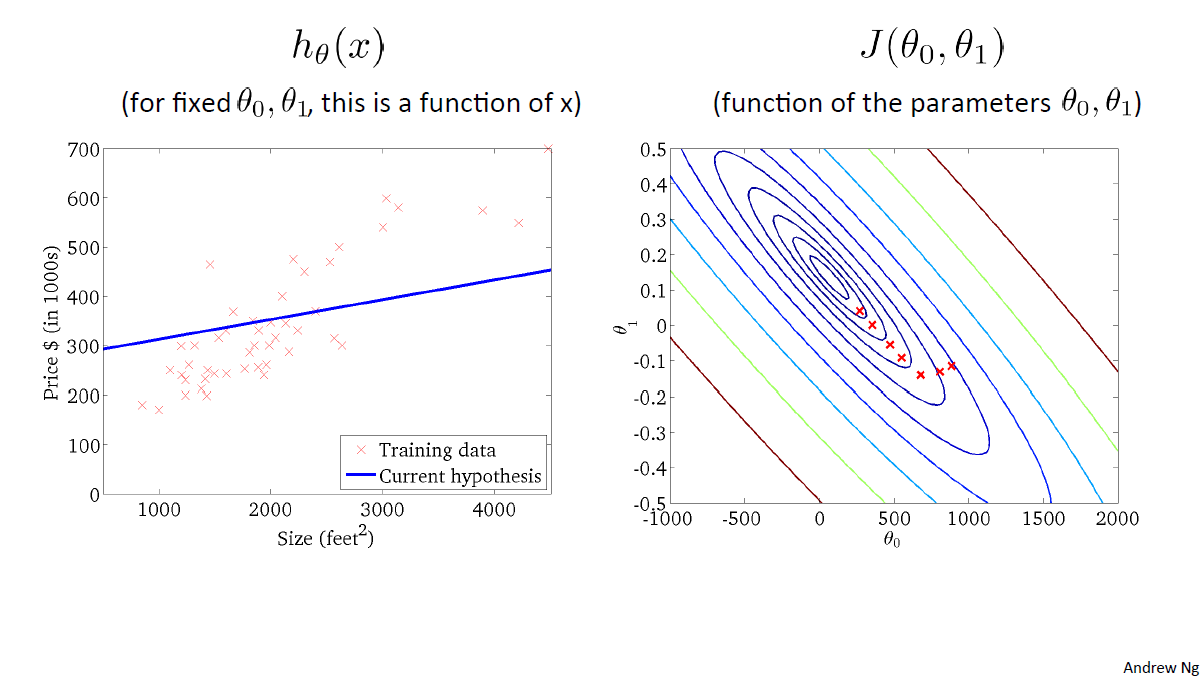 hθ(x)
(for fixed θ0, θ1, this is a function of x)
700
600
500
400
300
200
100
0
Price $ (in 1000s)
1000
2000
3000
4000
Size (feet²)
Training data
Current hypothesis
J(θ0, θ1)
(function of the parameters θ0, θ1)
0.5
0.4
0.3
0.2
0.1
0
-0.1
-0.2
-0.3
-0.4
-0.5
θ1
-1000
-500
0
500
1000
1500
2000
θ0
Andrew Ng